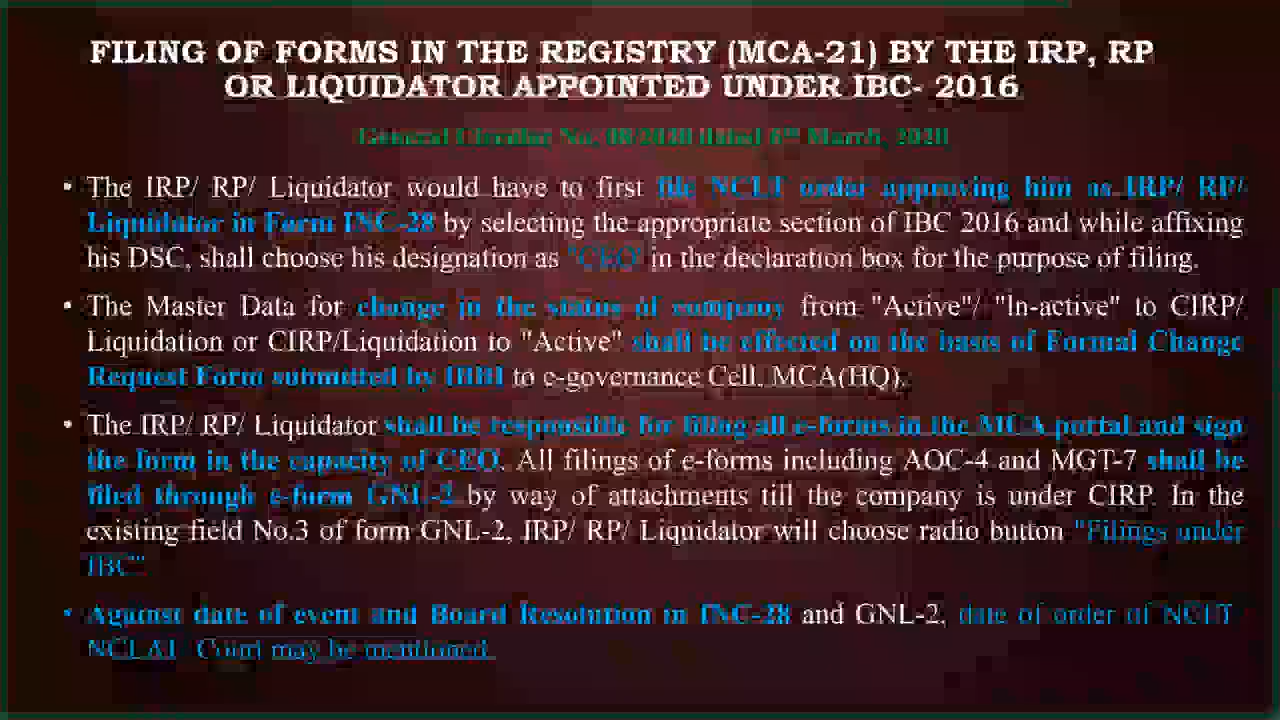 FILING OF FORMS IN THE REGISTRY (MCA-21) BY THE IRP, RP
OR LIQUIDATOR APPOINTED UNDER IBC- 2016
General Circular No. 08/2020 dated 6th March, 2020
• The IRP/ RP/ Liquidator would have to first file NCLT order approving him as IRP/ RP/
Liquidator in Form INC-28 by selecting the appropriate section of IBC 2016 and while affixing
his DSC, shall choose his designation as "CEO" in the declaration box for the purpose of filing.
• The Master Data for change in the status of company from "Active"/ "In-active" to CIRP/
Liquidation or CIRP/Liquidation to "Active" shall be effected on the basis of Formal Change
Request Form submitted by IBBI to e-governance Cell, MCA(HQ).
• The IRP/ RP/ Liquidator shall be responsible for filing all e-forms in the MCA portal and sign
the form in the capacity of CEO. All filings of e-forms including AOC-4 and MGT-7 shall be
filed through e-form GNL-2 by way of attachments till the company is under CIRP. In the
existing field No.3 of form GNL-2, IRP/ RP/ Liquidator will choose radio button "Filings under
IBC"
• Against date of event and Board Resolution in INC-28 and GNL-2, date of order of NCLT
NCLAT Court may be mentioned.